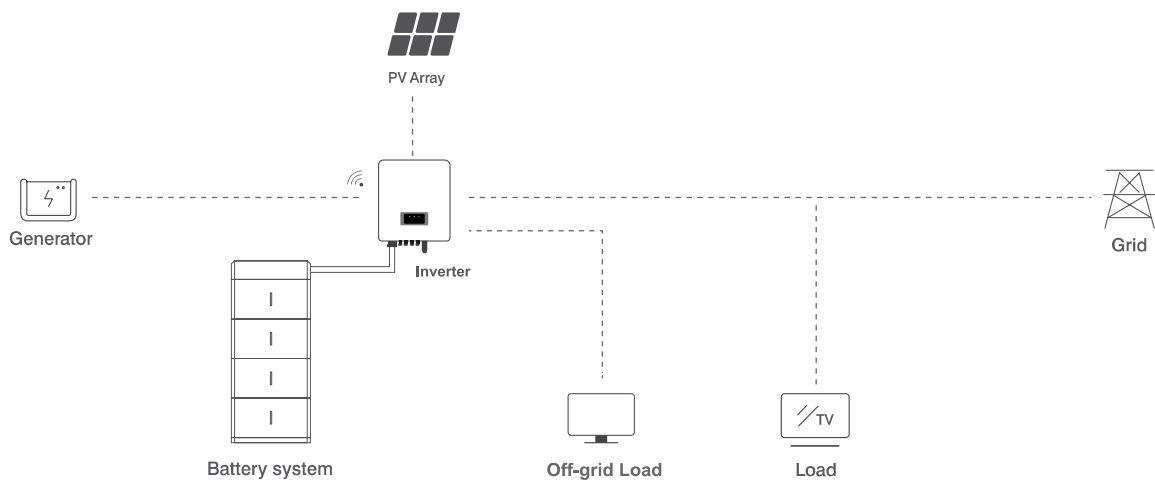 PV Array
Generator
Inverter
Grid
Battery system
Off-grid Load
TV
Load